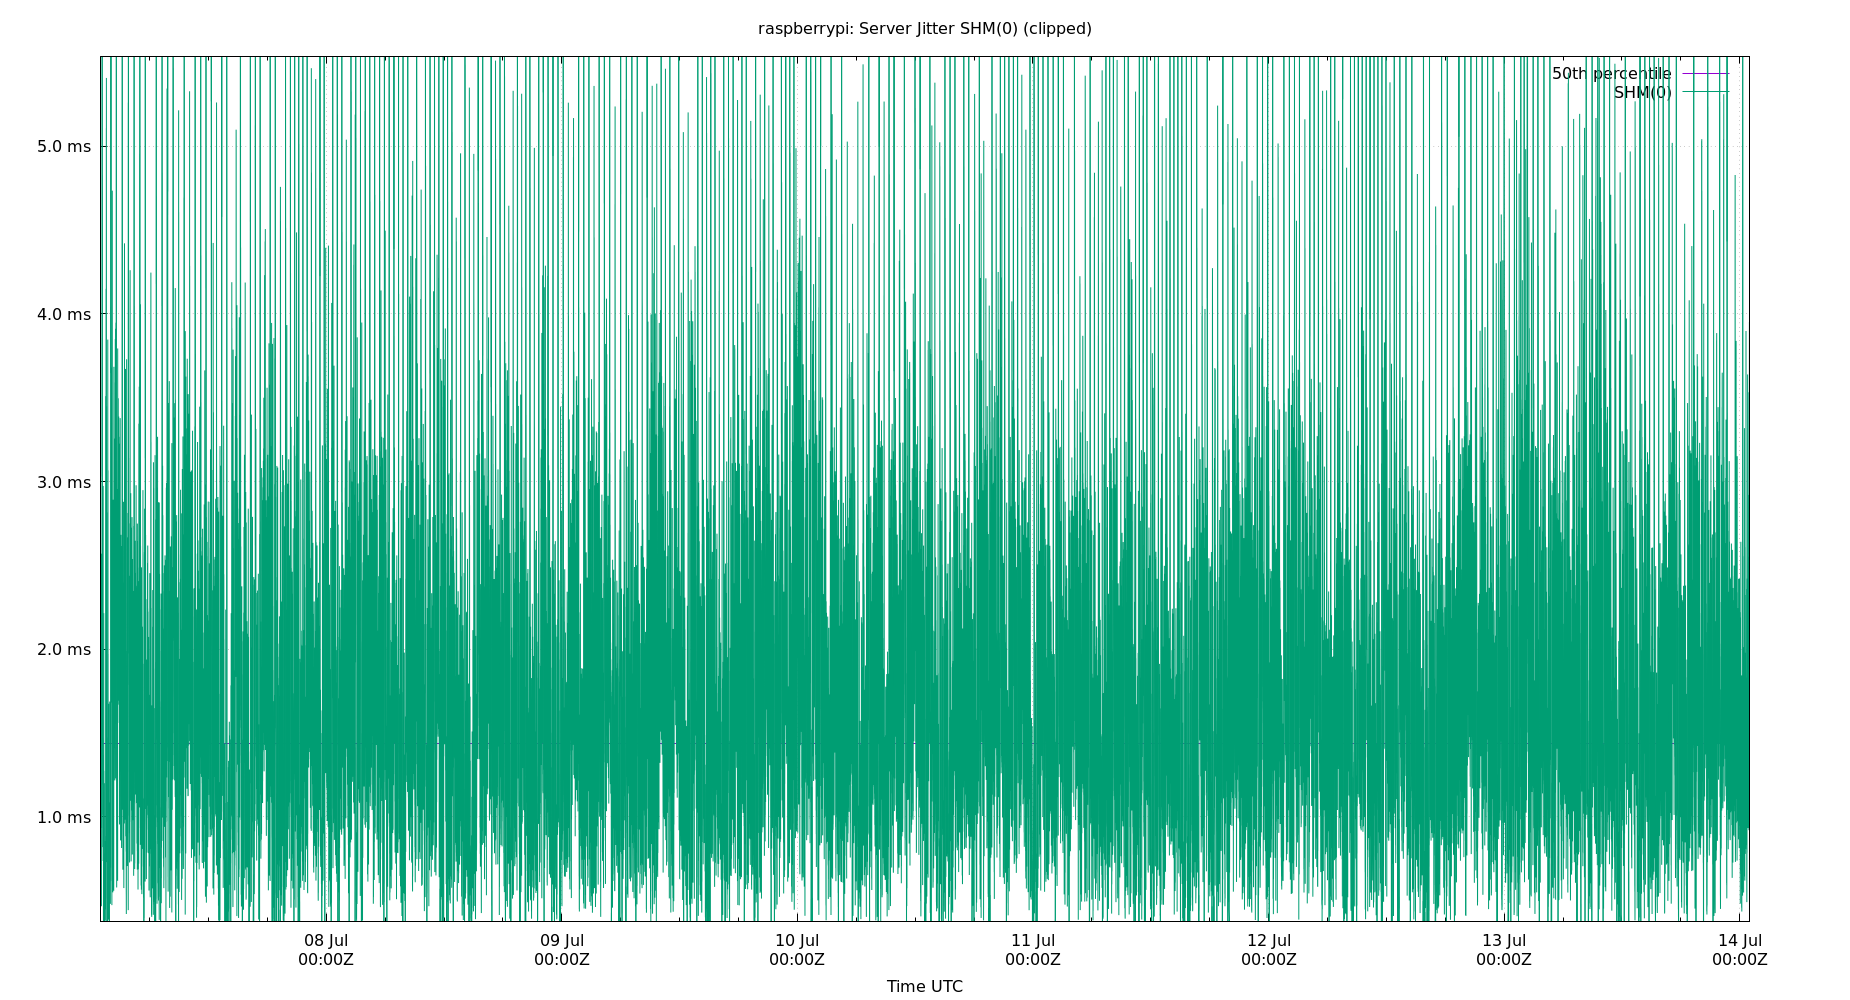 raspberrypi: Server Jitter SHM(0) (clipped)
50th percentile
SHM(0)
5.0 ms
4.0 ms
3.0 ms
2.0 ms
1.0 ms
08 Jul 09 Jul 10 Jul 11 Jul 12 Jul 13 Jul 14 Jul
00:00Z 00:00Z 00:00Z 00:00Z 00:00Z 00:00Z 00:00Z
Time UTC